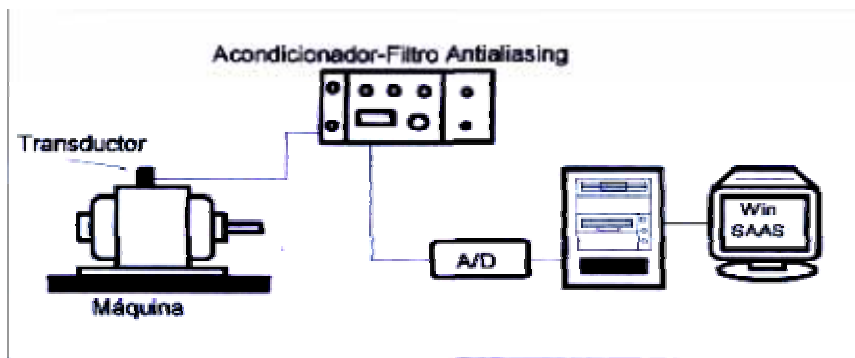 Acondicionador-Filtro Antialiasing
Transductor
Win
SAAS
A/D
Máquina